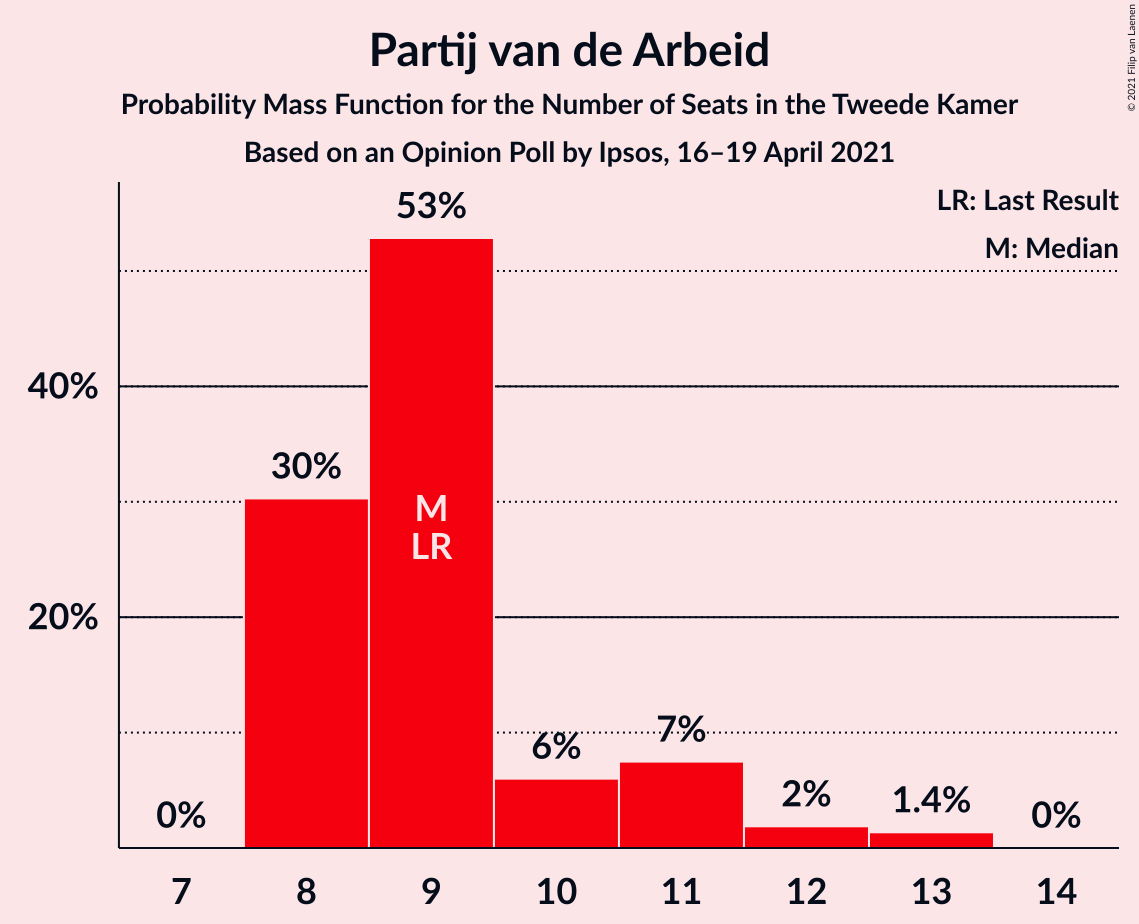 Partij van de Arbeid
Probability Mass Function for the Number of Seats in the Tweede Kamer
Based on an Opinion Poll by Ipsos, 16–19 April 2021
© 2021 Filip van Laenen
LR: Last Result
M: Median
53%
40%
30%
M
LR
20%
7%
6%
2%
1.4%
0%
0%
7 8 9 10 11 12 13 14